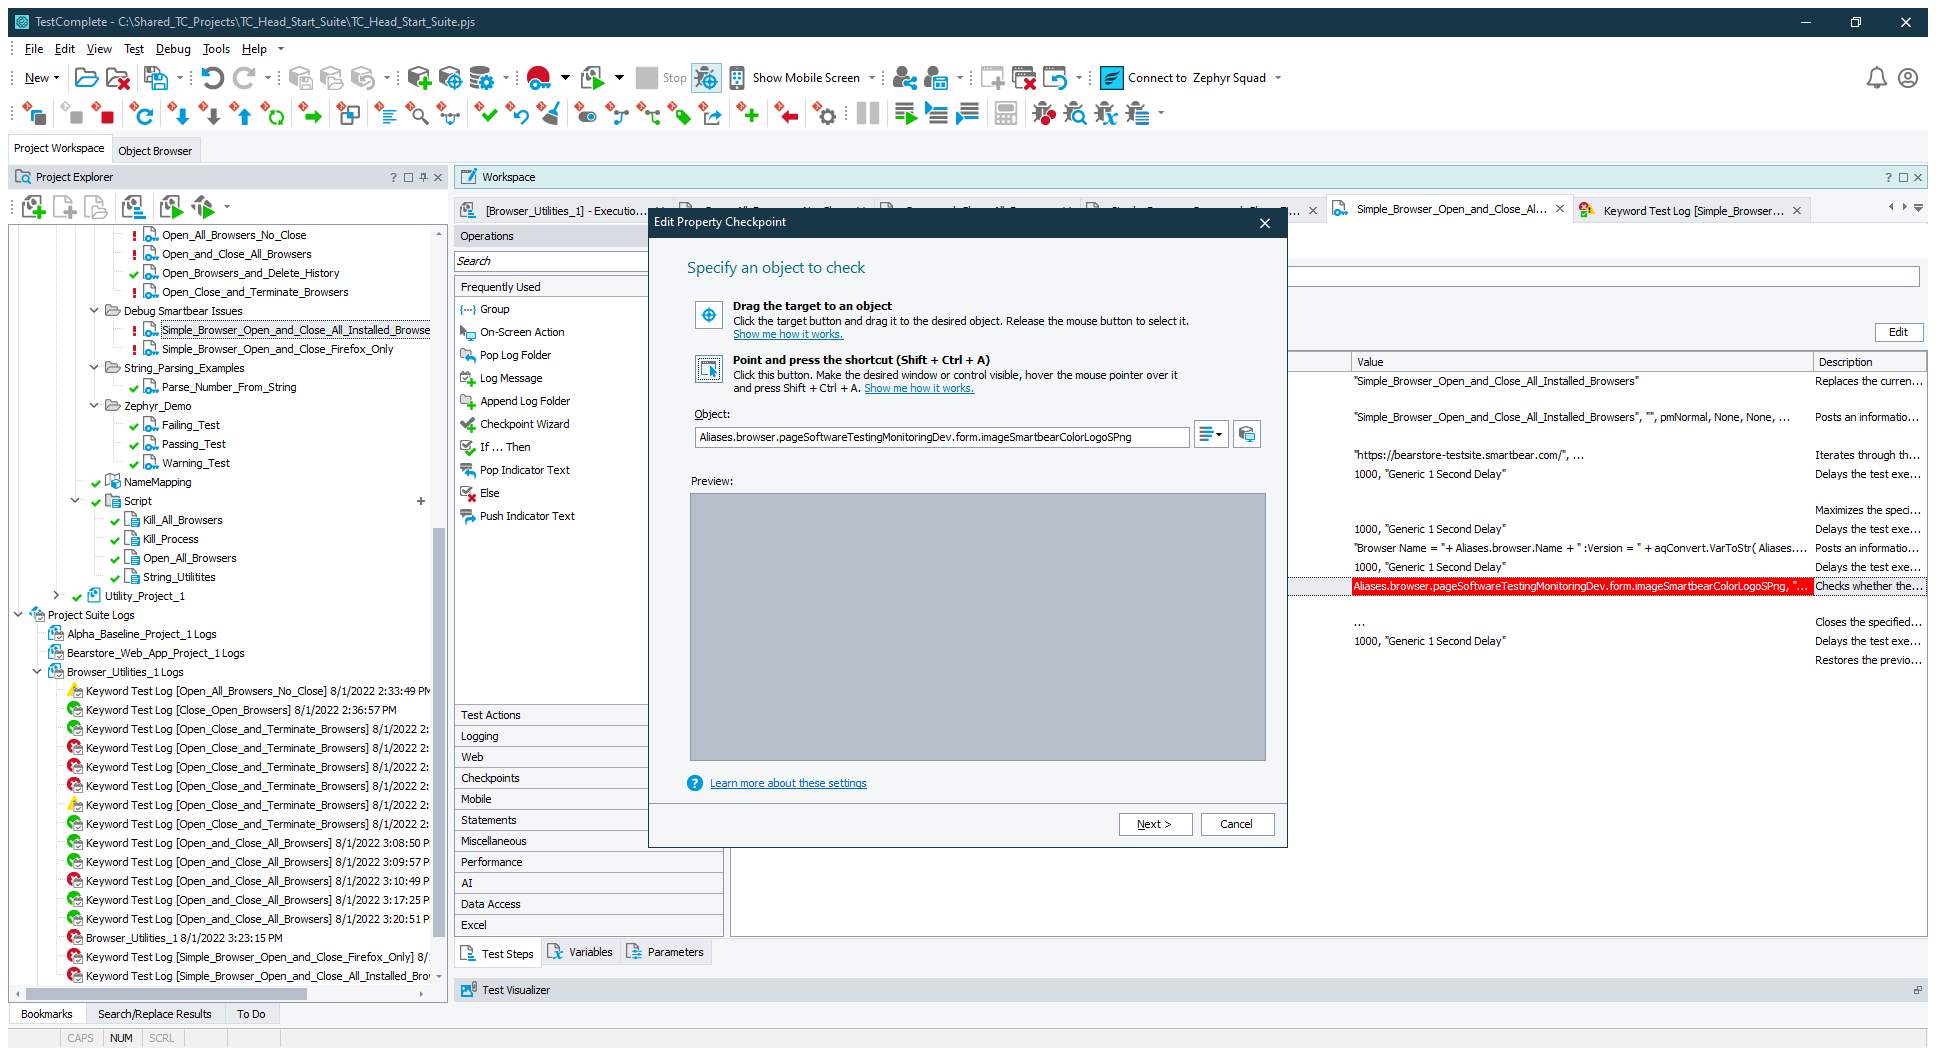 TestComplete - C:\Shared_TC_Projects\TC_Head_Start_Suite\TC_Head_Start_Suite.pjs
File Edit View Test Debug Tools Help
New Stop Show Mobile Screen Connect to Zephyr Squad
Project Workspace Object Browser
Project Explorer
Open_All_Browsers_No_Close
Open_and_Close_All_Browsers
Open_Browsers_and_Delete_History
Open_Close_and_Terminate_Browsers
Debug Smartbear Issues
Simple_Browser_Open_and_Close_All_Installed_Browse
Simple_Browser_Open_and_Close_Firefox_Only
String_Parsing_Examples
Parse_Number_From_String
Zephyr_Demo
Failing_Test
Passing_Test
Warning_Test
NameMapping
Script
Kill_All_Browsers
Kill_Process
Open_All_Browsers
String_Utilitites
Utility_Project_1
Project Suite Logs
Alpha_Baseline_Project_1 Logs
Bearstore_Web_App_Project_1 Logs
Browser_Utilities_1 Logs
Keyword Test Log [Open_All_Browsers_No_Close] 8/1/2022 2:33:49 PM
Keyword Test Log [Close_Open_Browsers] 8/1/2022 2:36:57 PM
Keyword Test Log [Open_Close_and_Terminate_Browsers] 8/1/2022 2:
Keyword Test Log [Open_Close_and_Terminate_Browsers] 8/1/2022 2:
Keyword Test Log [Open_Close_and_Terminate_Browsers] 8/1/2022 2:
Keyword Test Log [Open_Close_and_Terminate_Browsers] 8/1/2022 2:
Keyword Test Log [Open_Close_and_Terminate_Browsers] 8/1/2022 2:
Keyword Test Log [Open_Close_and_Terminate_Browsers] 8/1/2022 2:
Keyword Test Log [Open_and_Close_All_Browsers] 8/1/2022 3:08:50 P
Keyword Test Log [Open_and_Close_All_Browsers] 8/1/2022 3:09:57 P
Keyword Test Log [Open_and_Close_All_Browsers] 8/1/2022 3:10:49 P
Keyword Test Log [Open_and_Close_All_Browsers] 8/1/2022 3:17:25 P
Keyword Test Log [Open_and_Close_All_Browsers] 8/1/2022 3:20:51 P
Browser_Utilities_1 8/1/2022 3:23:15 PM
Keyword Test Log [Simple_Browser_Open_and_Close_Firefox_Only] 8/
Keyword Test Log [Simple_Browser_Open_and_Close_All_Installed_Bro
Bookmarks Search/Replace Results To Do
CAPS NUM SCRL
Workspace
[Browser_Utilities_1] - Executio... Simple_Browser_Open_and_Close_Al... Keyword Test Log [Simple_Browser...
Operations
Search
Frequently Used
Group
On-Screen Action
Pop Log Folder
Log Message
Append Log Folder
Checkpoint Wizard
If ... Then
Pop Indicator Text
Else
Push Indicator Text
Test Actions
Logging
Web
Checkpoints
Mobile
Statements
Miscellaneous
Performance
AI
Data Access
Excel
Test Steps Variables Parameters
Test Visualizer
Edit Property Checkpoint
Specify an object to check
Drag the target to an object
Click the target button and drag it to the desired object. Release the mouse button to select it.
Show me how it works.
Point and press the shortcut (Shift + Ctrl + A)
Click this button. Make the desired window or control visible, hover the mouse pointer over it
and press Shift + Ctrl + A. Show me how it works.
Object:
Aliases.browser.pageSoftwareTestingMonitoringDev.form.imageSmartbearColorLogoSPng
Preview:
Learn more about these settings
Next > Cancel
Edit
Value Description
"Simple_Browser_Open_and_Close_All_Installed_Browsers" Replaces the curren...
"Simple_Browser_Open_and_Close_All_Installed_Browsers", "", pmNormal, None, None, ... Posts an informatio...
"https://bearstore-testsite.smartbear.com/", ... Iterates through th...
1000, "Generic 1 Second Delay" Delays the test exe...
Maximizes the speci...
1000, "Generic 1 Second Delay" Delays the test exe...
"Browser Name = "+ Aliases.browser.Name + " :Version = " + aqConvert.VarToStr( Aliases.... Posts an informatio...
1000, "Generic 1 Second Delay" Delays the test exe...
Aliases.browser.pageSoftwareTestingMonitoringDev.form.imageSmartbearColorLogoSPng, "... Checks whether the...
... Closes the specified...
1000, "Generic 1 Second Delay" Delays the test exe...
Restores the previo...